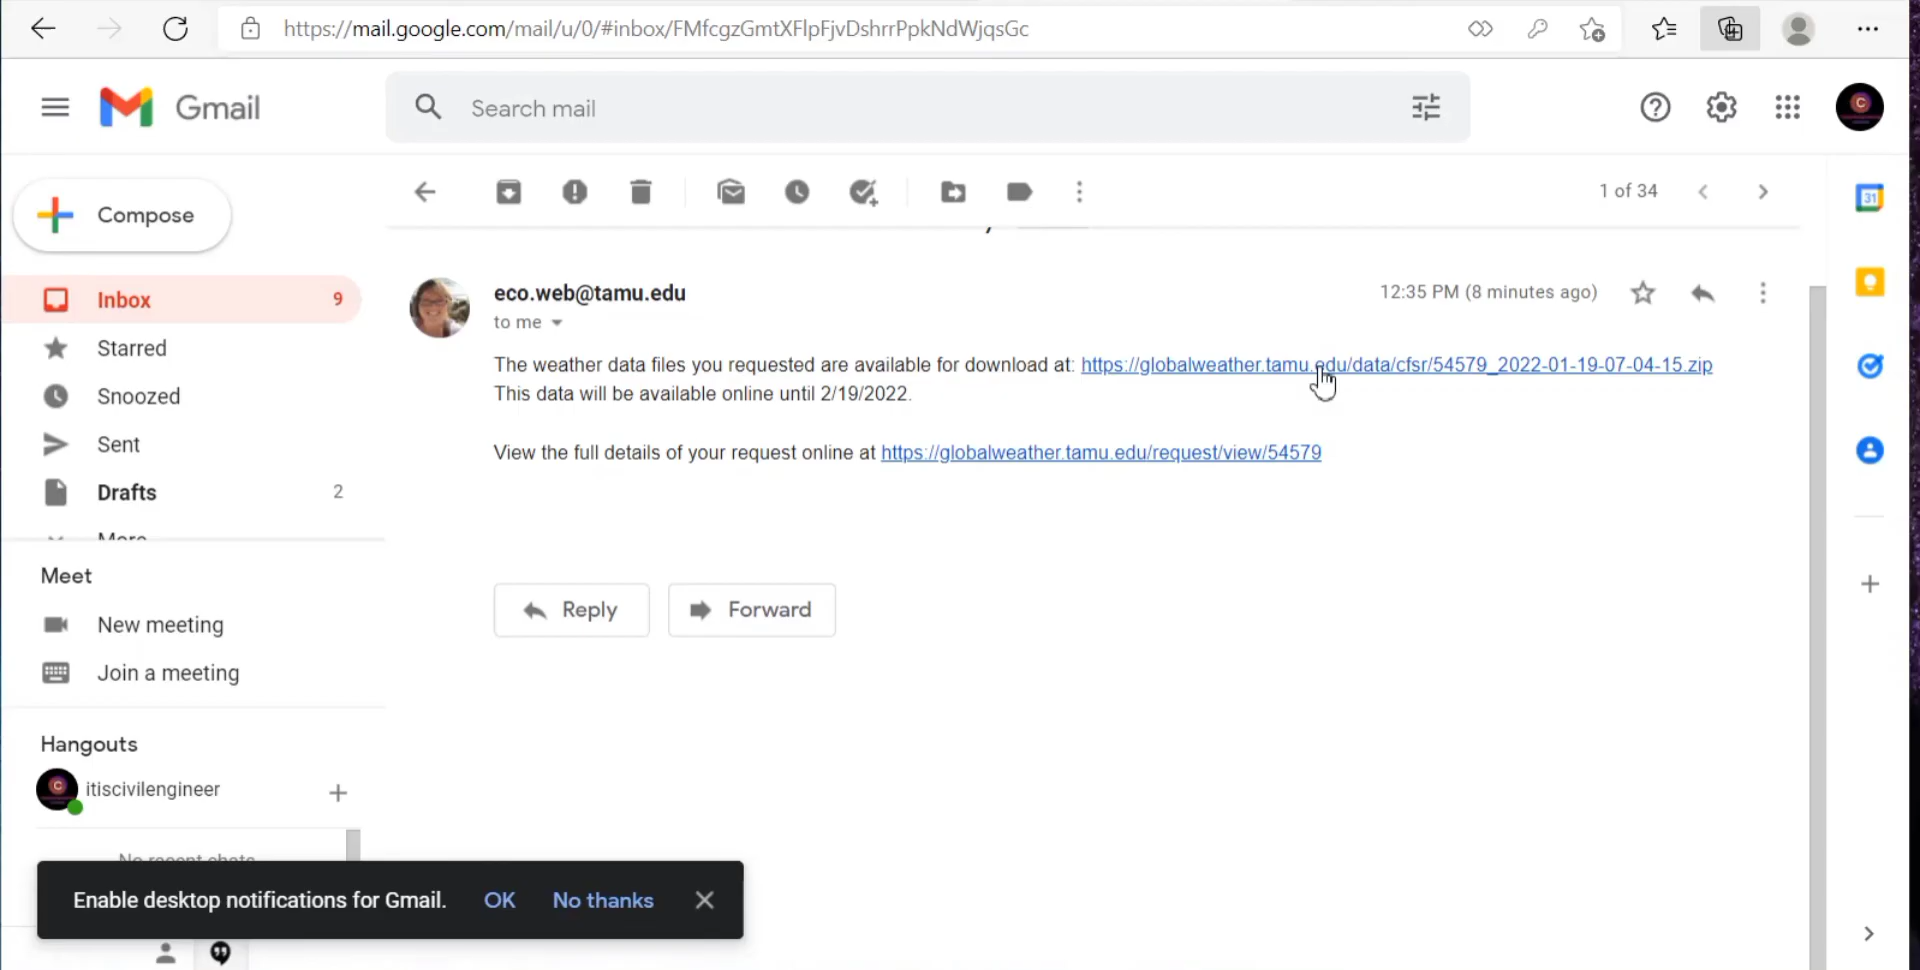 https://mail.google.com/mail/u/0/#inbox/FMfcgzGmtXFlpFjvDshrrPpkNdWjqsGc
Gmail
Search mail
C
Compose
1 of 34
31
Inbox 9
Starred
Snoozed
Sent
Drafts 2
More
eco.web@tamu.edu
12:35 PM (8 minutes ago)
to me
The weather data files you requested are available for download at: https://globalweather.tamu.edu/data/cfsr/54579_2022-01-19-07-04-15.zip
This data will be available online until 2/19/2022.
View the full details of your request online at https://globalweather.tamu.edu/request/view/54579
Reply
Forward
Meet
New meeting
Join a meeting
Hangouts
C
itiscivilengineer
No recent chats
Enable desktop notifications for Gmail. OK No thanks